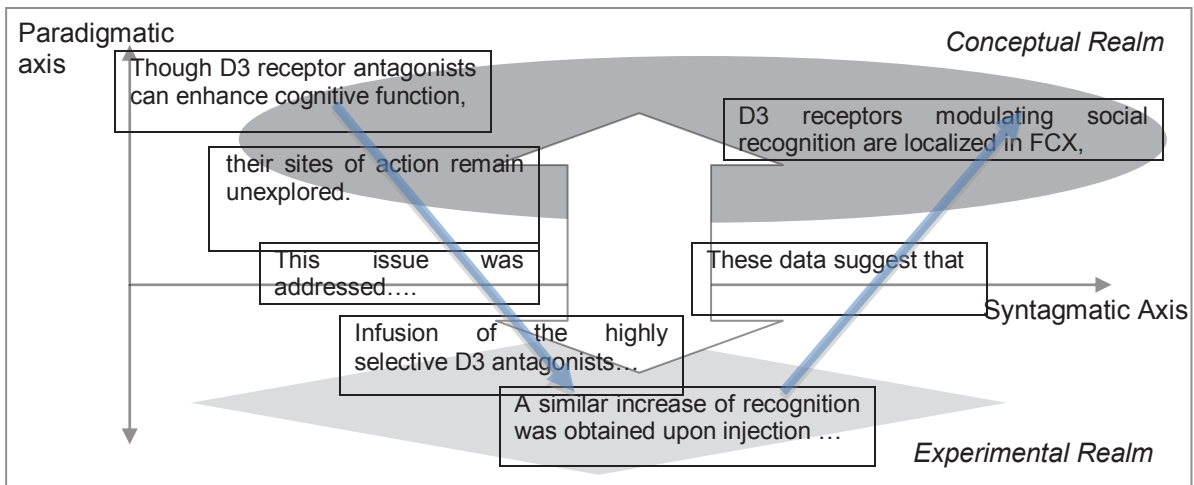 Paradigmatic
axis
Conceptual Realm
Though D3 receptor antagonists
can enhance cognitive function,
D3 receptors modulating social
recognition are localized in FCX,
their sites of action remain
unexplored.
This issue was
addressed….
These data suggest that
Syntagmatic Axis
Infusion of the highly
selective D3 antagonists…
A similar increase of recognition
was obtained upon injection …
Experimental Realm